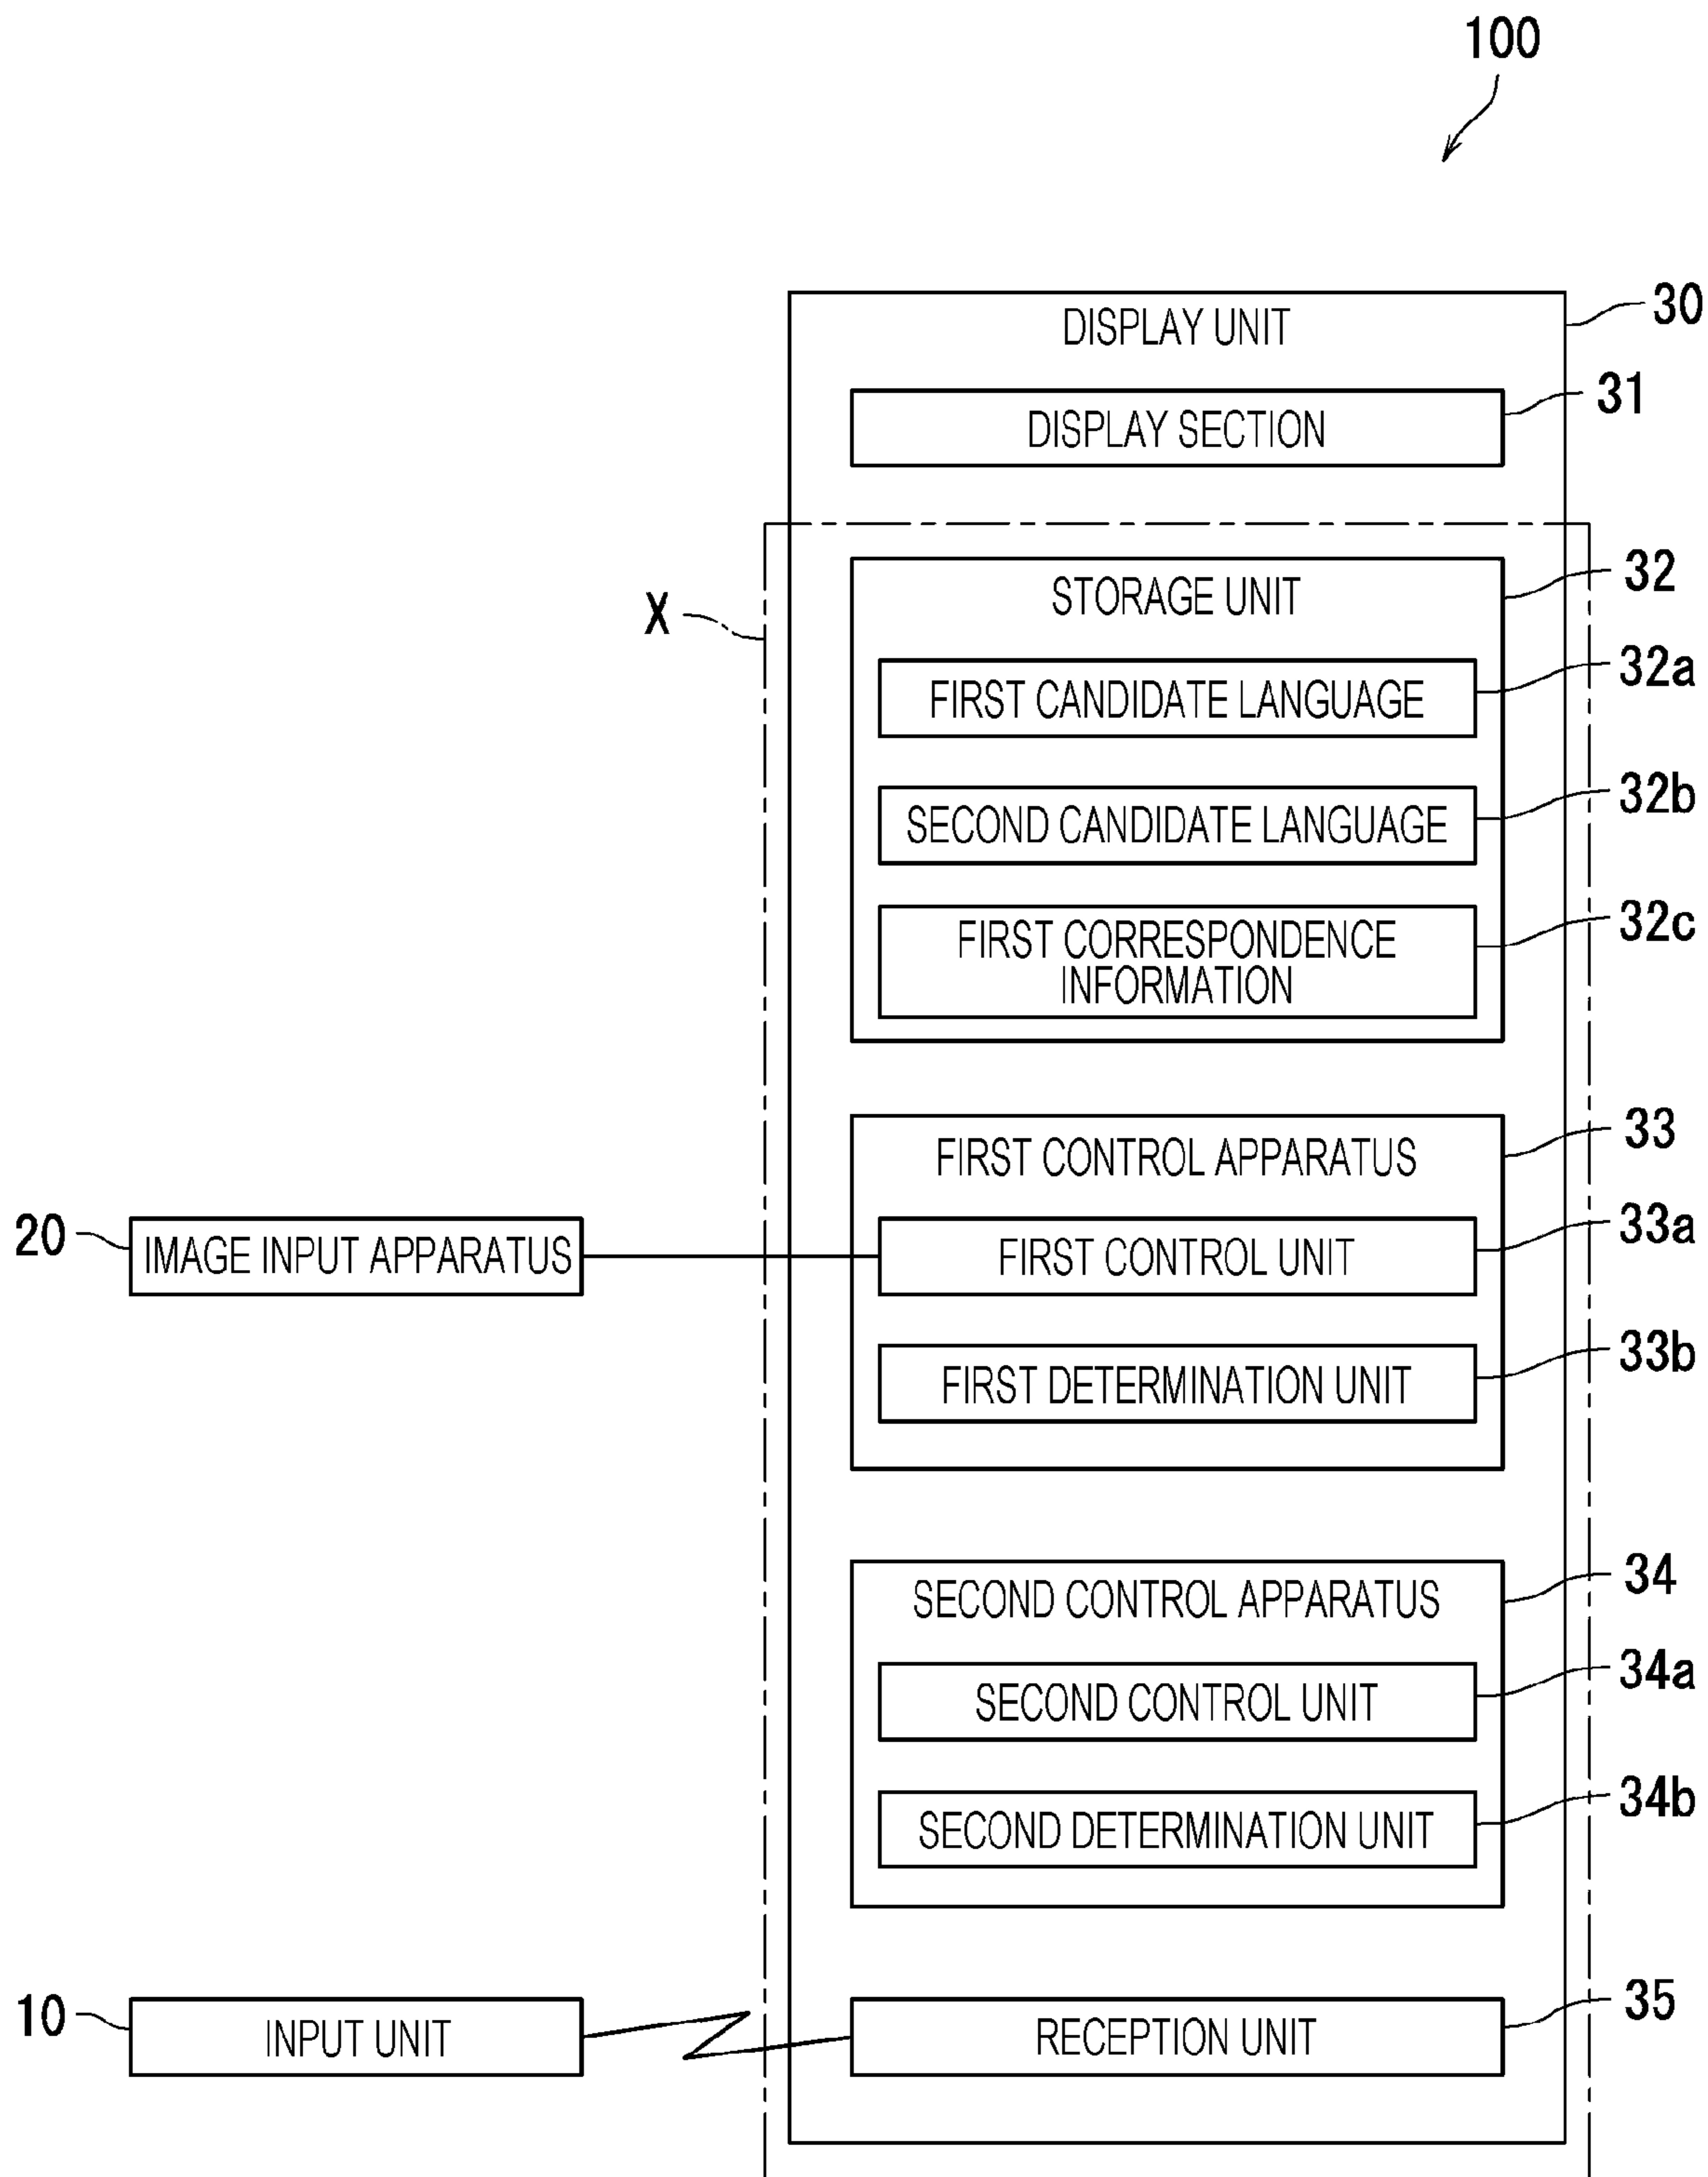 100
DISPLAY UNIT
30
DISPLAY SECTION
31
X
STORAGE UNIT
32
FIRST CANDIDATE LANGUAGE
32a
SECOND CANDIDATE LANGUAGE
32b
FIRST CORRESPONDENCE
INFORMATION
32c
FIRST CONTROL APPARATUS
33
20
IMAGE INPUT APPARATUS
FIRST CONTROL UNIT
33a
FIRST DETERMINATION UNIT
33b
SECOND CONTROL APPARATUS
34
SECOND CONTROL UNIT
34a
SECOND DETERMINATION UNIT
34b
10
INPUT UNIT
RECEPTION UNIT
35